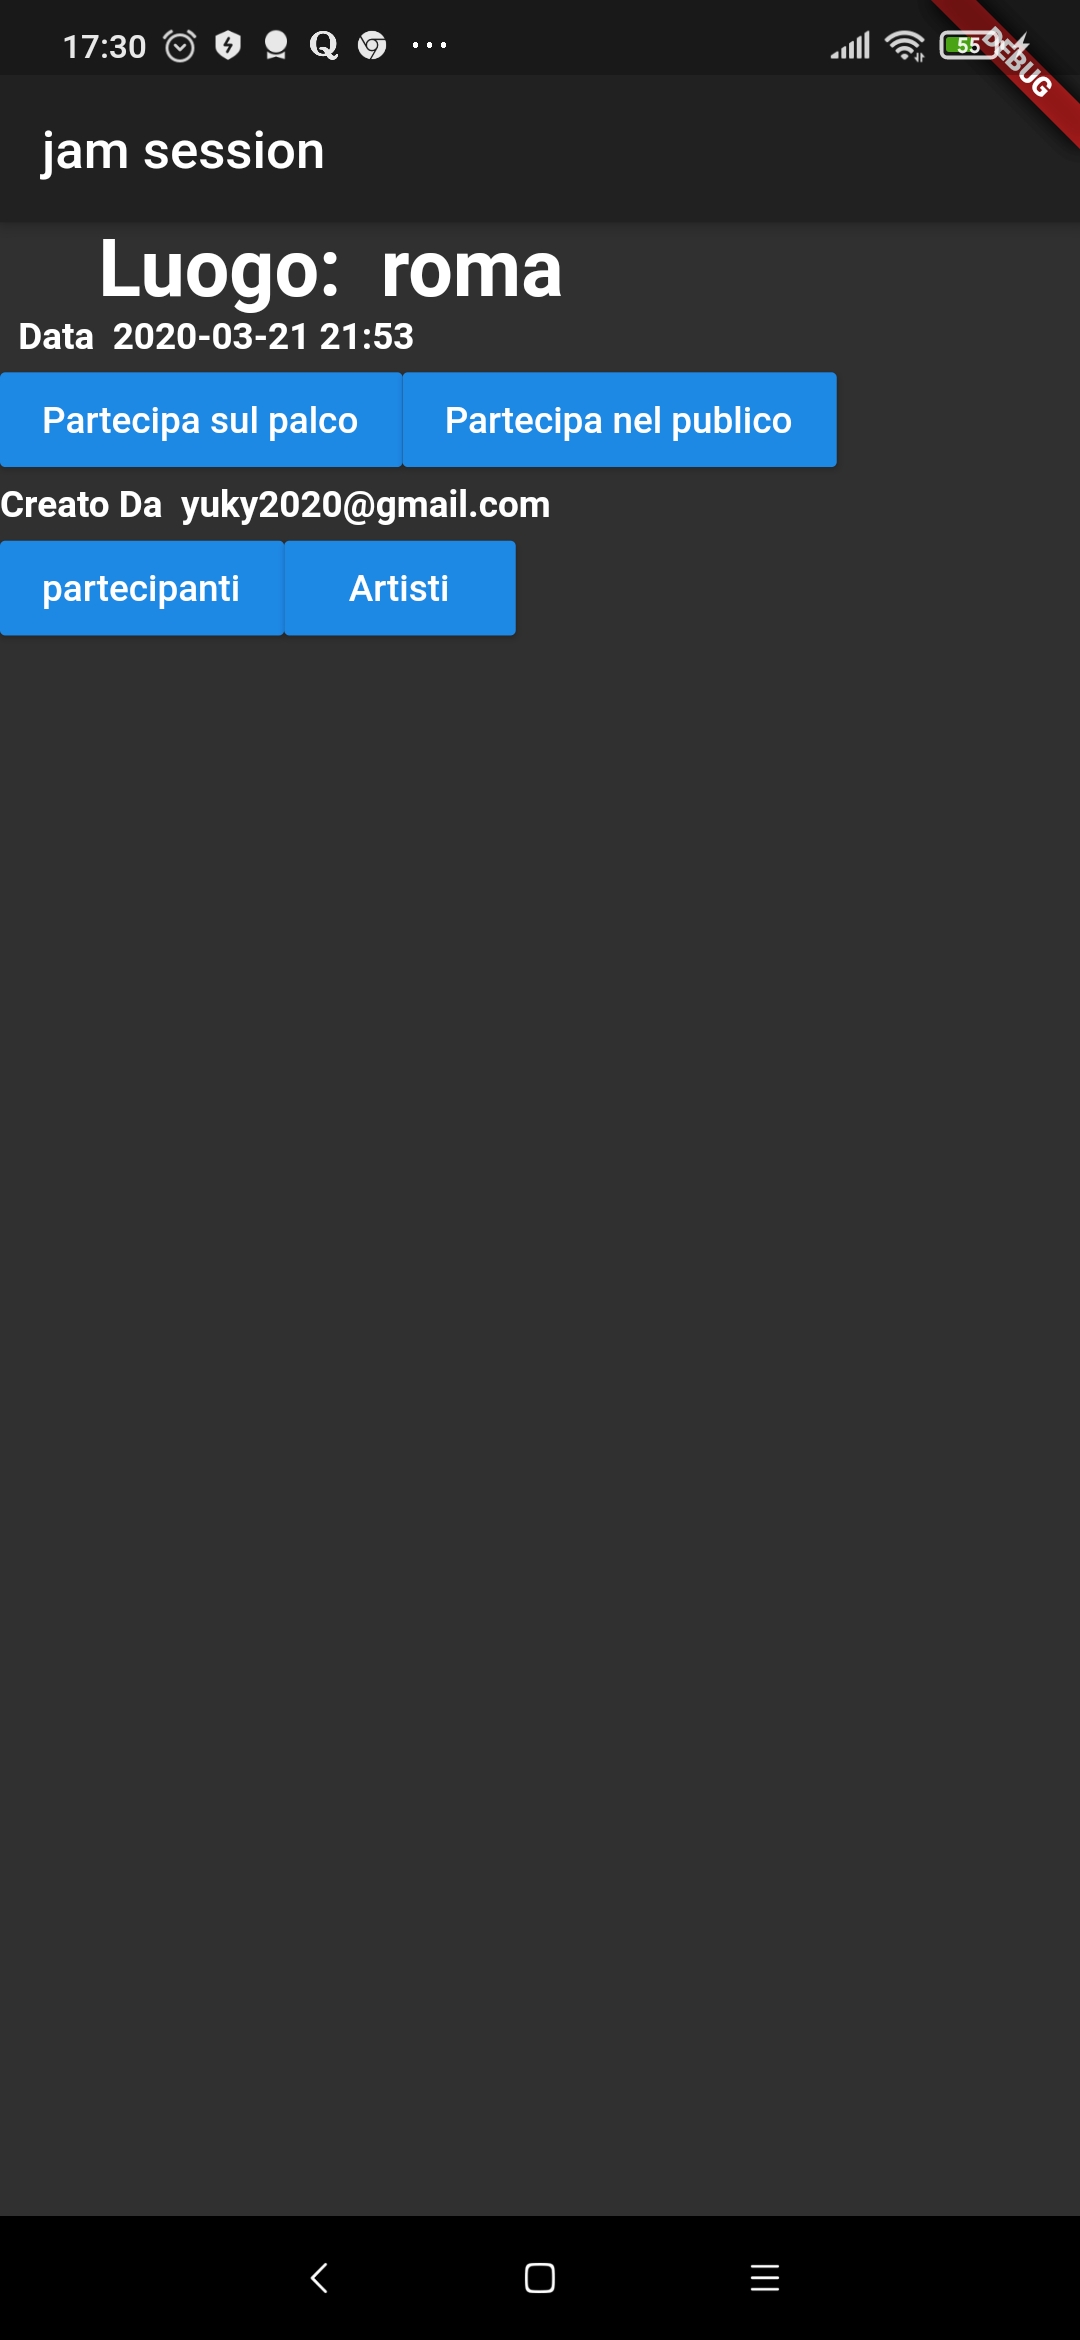 17:30 Q ... 55
DEBUG
jam session
Luogo: roma
Data 2020-03-21 21:53
Partecipa sul palco Partecipa nel publico
Creato Da yuky2020@gmail.com
partecipanti Artisti